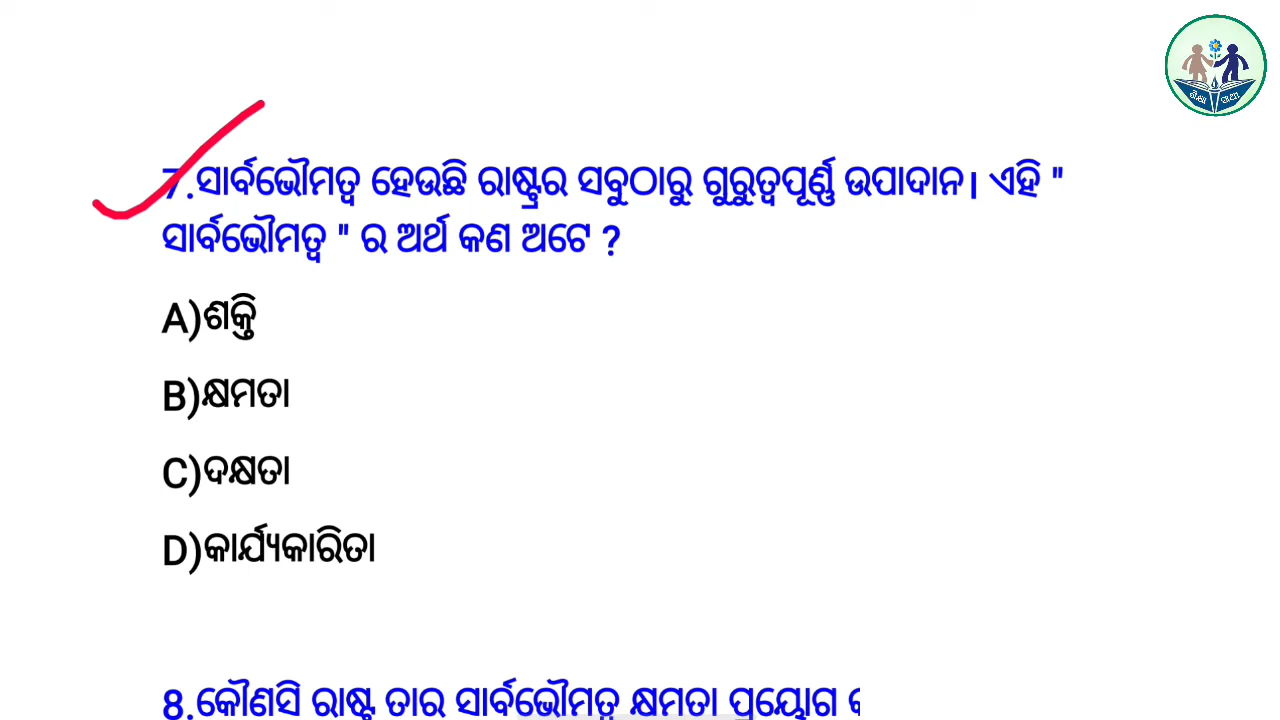 7.ସାର୍ବଭୌମତ୍ୱ ହେଉଛି ରାଷ୍ଟ୍ରର ସବୁଠାରୁ ଗୁରୁତ୍ୱପୂର୍ଣ୍ଣ ଉପାଦାନ। ଏହି "
ସାର୍ବଭୌମତ୍ୱ " ର ଅର୍ଥ କଣ ଅଟେ ?
A)ଶକ୍ତି
B)କ୍ଷମତା
C)ଦକ୍ଷତା
D)କାର୍ଯ୍ୟକାରିତା
8.କୌଣସି ରାଷ୍ଟ୍ର ତାର ସାର୍ବଭୌମତ୍ୱ କ୍ଷମତା ପ୍ରୟୋଗ